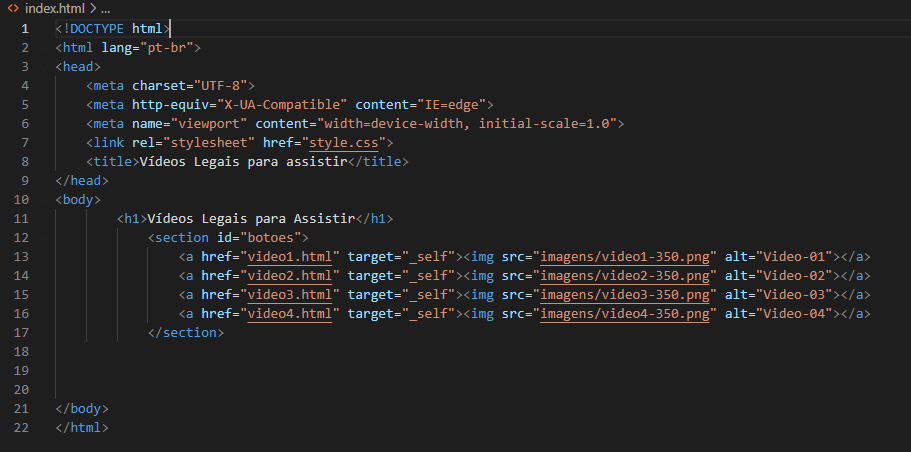 index.html > ...
1 <!DOCTYPE html>
2 <html lang="pt-br">
3 <head>
4 <meta charset="UTF-8">
5 <meta http-equiv="X-UA-Compatible" content="IE=edge">
6 <meta name="viewport" content="width=device-width, initial-scale=1.0">
7 <link rel="stylesheet" href="style.css">
8 <title>Vídeos Legais para assistir</title>
9 </head>
10 <body>
11 <h1>Vídeos Legais para Assistir</h1>
12 <section id="botoes">
13 <a href="video1.html" target="_self"><img src="imagens/video1-350.png" alt="Video-01"></a>
14 <a href="video2.html" target="_self"><img src="imagens/video2-350.png" alt="Video-02"></a>
15 <a href="video3.html" target="_self"><img src="imagens/video3-350.png" alt="Video-03"></a>
16 <a href="video4.html" target="_self"><img src="imagens/video4-350.png" alt="Video-04"></a>
17 </section>
18
19
20
21 </body>
22 </html>